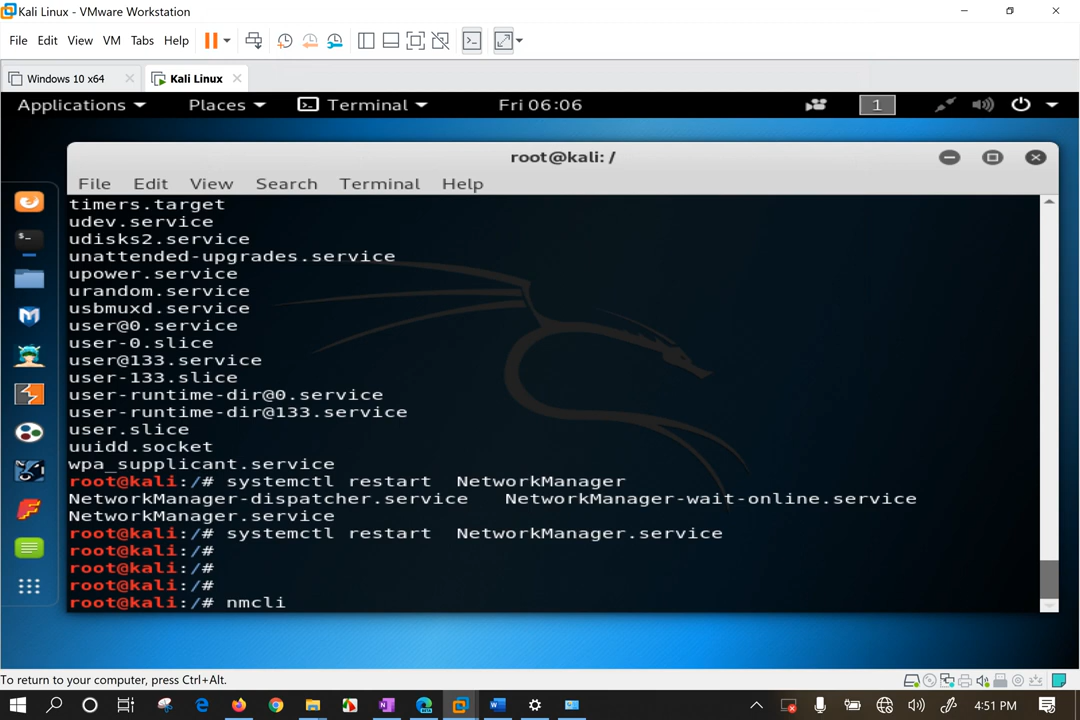 Kali Linux - VMware Workstation
File Edit View VM Tabs Help
Windows 10 x64 Kali Linux
Applications Places Terminal Fri 06:06 1
root@kali: /
File Edit View Search Terminal Help
timers.target
udev.service
udisks2.service
unattended-upgrades.service
upower.service
urandom.service
usbmuxd.service
user@0.service
user-0.slice
user@133.service
user-133.slice
user-runtime-dir@0.service
user-runtime-dir@133.service
user.slice
uuidd.socket
wpa_supplicant.service
root@kali:/# systemctl restart  NetworkManager
NetworkManager-dispatcher.service   NetworkManager-wait-online.service
NetworkManager.service
root@kali:/# systemctl restart  NetworkManager.service
root@kali:/#
root@kali:/#
root@kali:/#
root@kali:/# nmcli
To return to your computer, press Ctrl+Alt.
4:51 PM